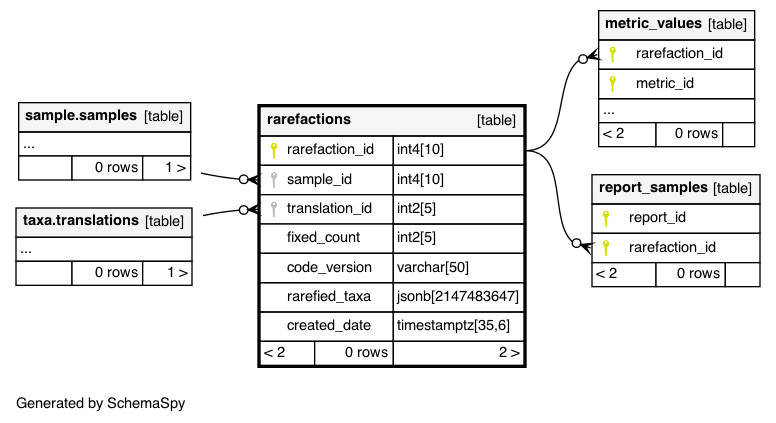 metric_values [table]
rarefaction_id
metric_id
...
< 2 0 rows
sample.samples [table]
...
0 rows 1 >
taxa.translations [table]
...
0 rows 1 >
rarefactions [table]
rarefaction_id int4[10]
sample_id int4[10]
translation_id int2[5]
fixed_count int2[5]
code_version varchar[50]
rarefied_taxa jsonb[2147483647]
created_date timestamptz[35,6]
< 2 0 rows 2 >
report_samples [table]
report_id
rarefaction_id
< 2 0 rows
Generated by SchemaSpy